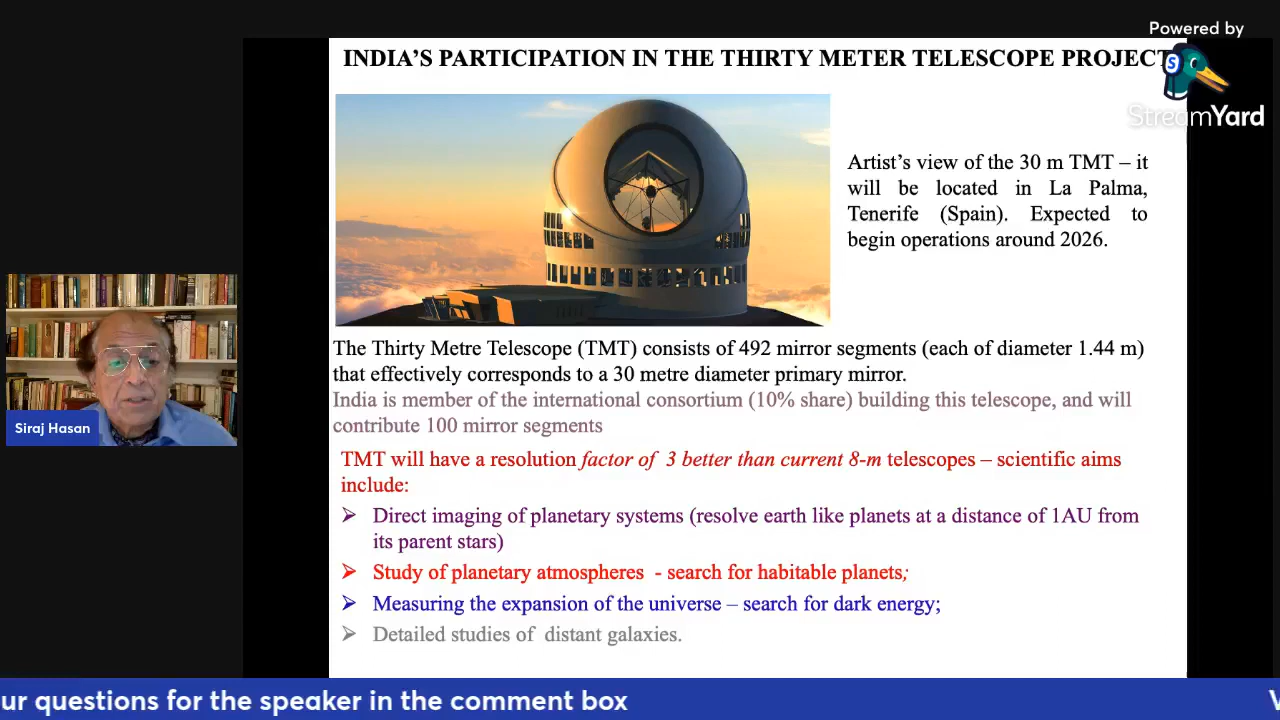 Powered by
StreamYard
INDIA'S PARTICIPATION IN THE THIRTY METER TELESCOPE PROJECT
Artist's view of the 30 m TMT – it
will be located in La Palma,
Tenerife (Spain). Expected to
begin operations around 2026.
The Thirty Metre Telescope (TMT) consists of 492 mirror segments (each of diameter 1.44 m)
that effectively corresponds to a 30 metre diameter primary mirror.
India is member of the international consortium (10% share) building this telescope, and will
contribute 100 mirror segments
Siraj Hasan
TMT will have a resolution factor of 3 better than current 8-m telescopes – scientific aims
include:
➢ Direct imaging of planetary systems (resolve earth like planets at a distance of 1AU from
its parent stars)
➢ Study of planetary atmospheres - search for habitable planets;
➢ Measuring the expansion of the universe – search for dark energy;
➢ Detailed studies of distant galaxies.
ur questions for the speaker in the comment box